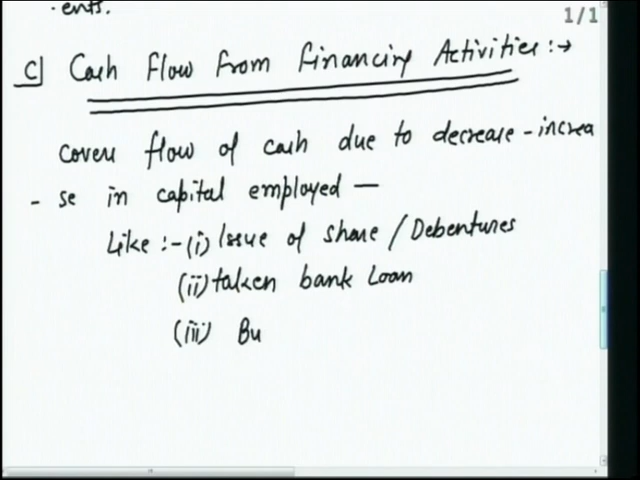 ·ents.
1/1
C] Cash Flow From Financing Activities :→
Covers flow of cash due to decrease - increa
- se in capital employed —
Like :- (i) Issue of share / Debentures
(ii) taken bank Loan
(iii) Bu